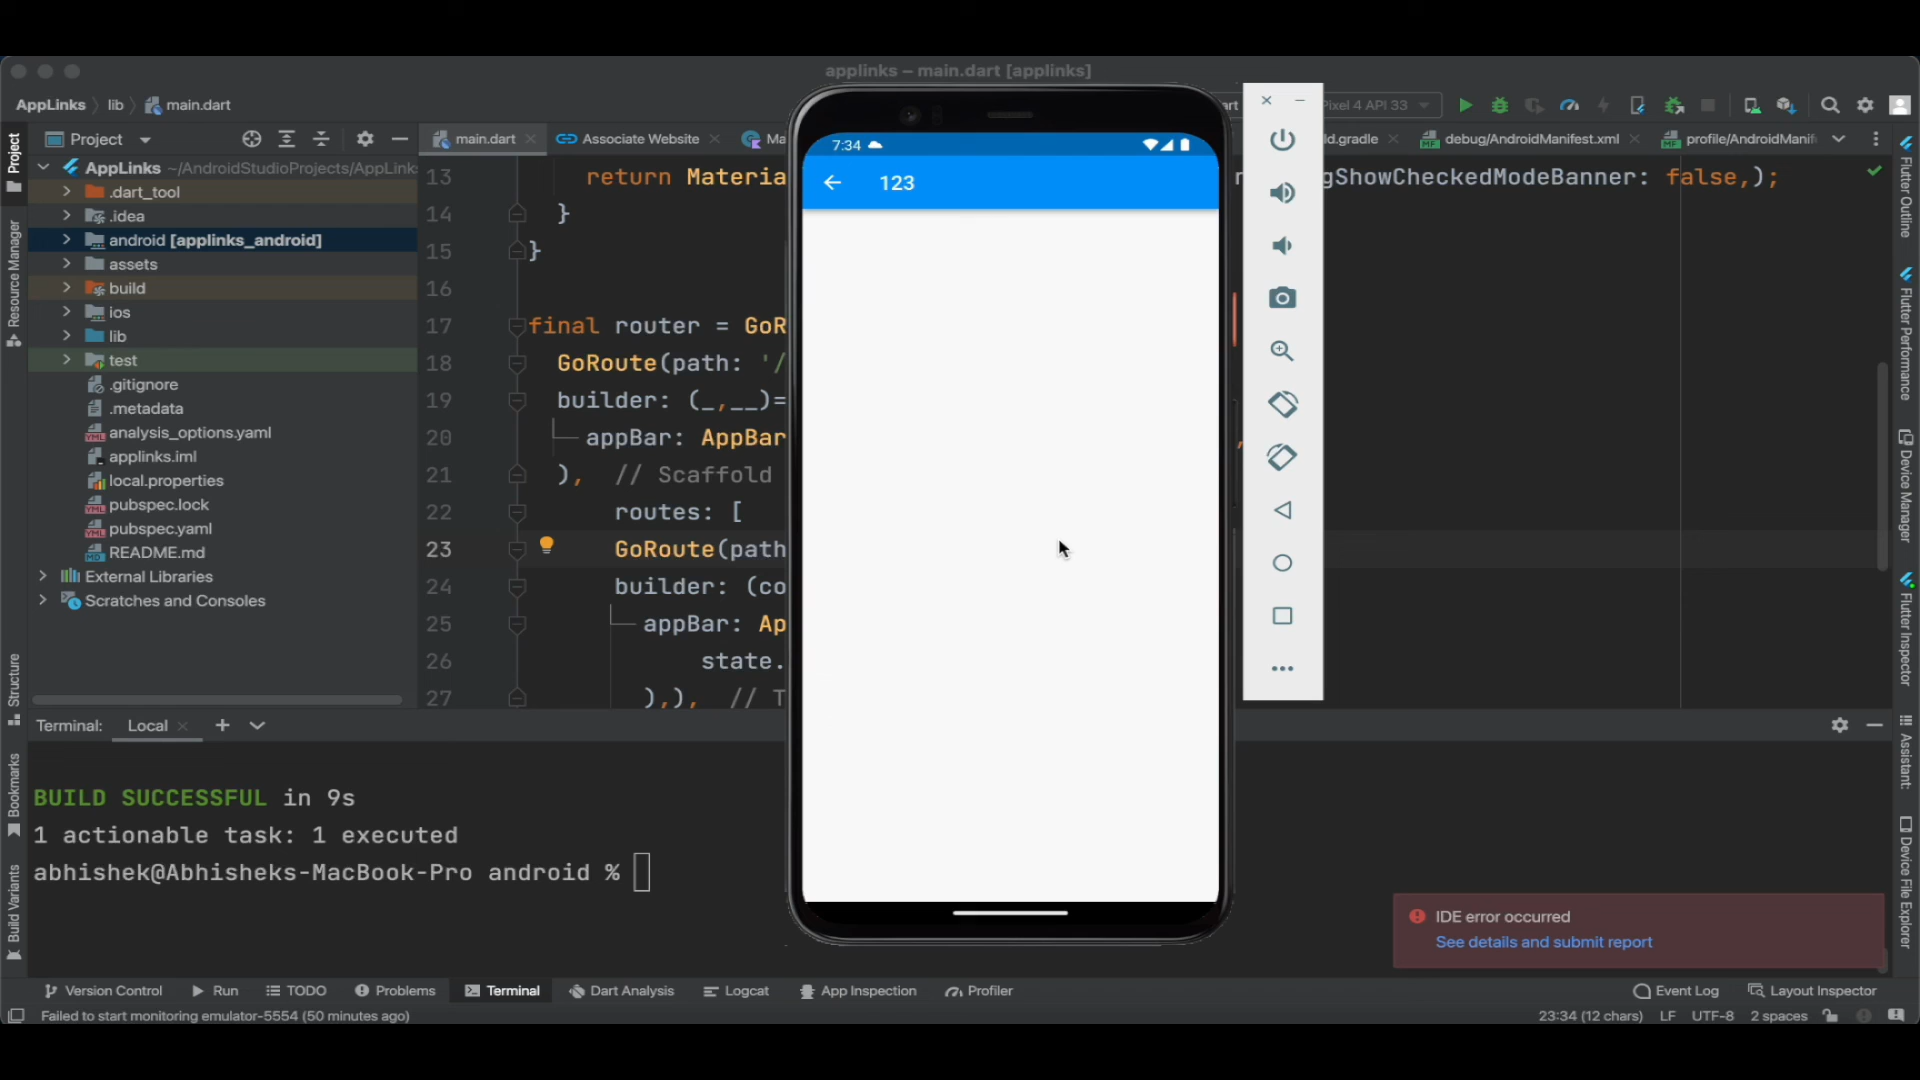 applinks – main.dart [applinks]
AppLinks
lib
main.dart
Pixel 4 API 33
Project
main.dart
Associate Website
debug/AndroidManifest.xml
AppLinks ~/AndroidStudioProjects/AppLink
.dart_tool
.idea
android [applinks_android]
assets
build
ios
lib
test
.gitignore
.metadata
analysis_options.yaml
applinks.iml
local.properties
pubspec.lock
pubspec.yaml
README.md
External Libraries
Scratches and Consoles
13 return Materia
gShowCheckedModeBanner: false,);
14 }
15 }
16
17 final router = GoR
18 GoRoute(path: '/
19 builder: (_,__)=
20 appBar: AppBar
21 ), // Scaffold
22 routes: [
23 GoRoute(path
24 builder: (co
25 appBar: Ap
26 state.
27 ),), // T
7:34
123
Terminal:
Local
BUILD SUCCESSFUL in 9s
1 actionable task: 1 executed
abhishek@Abhisheks-MacBook-Pro android %
IDE error occurred
See details and submit report
Version Control
Run
TODO
Problems
Terminal
Dart Analysis
Logcat
App Inspection
Profiler
Event Log
Layout Inspector
Failed to start monitoring emulator-5554 (50 minutes ago)
23:34 (12 chars)
LF
UTF-8
2 spaces
Project
Resource Manager
Structure
Bookmarks
Build Variants
Flutter Outline
Flutter Performance
Device Manager
Flutter Inspector
Assistant:
Device File Explorer